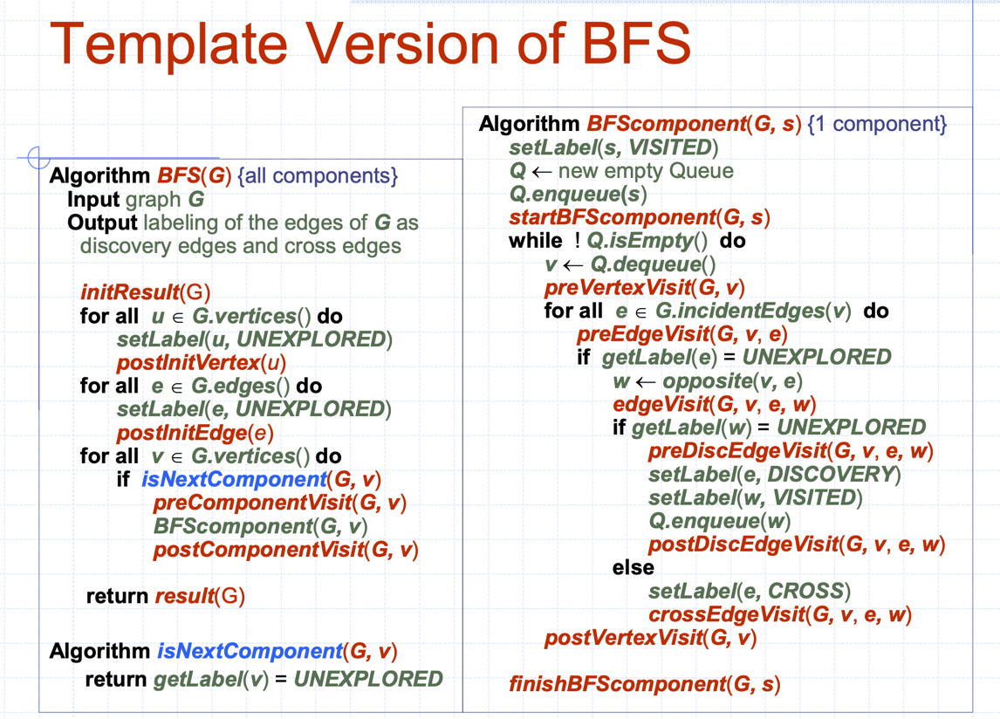 Template Version of BFS
Algorithm BFS(G) {all components}
Input graph G
Output labeling of the edges of G as
discovery edges and cross edges
initResult(G)
for all u ∈ G.vertices() do
setLabel(u, UNEXPLORED)
postInitVertex(u)
for all e ∈ G.edges() do
setLabel(e, UNEXPLORED)
postInitEdge(e)
for all v ∈ G.vertices() do
if isNextComponent(G, v)
preComponentVisit(G, v)
BFScomponent(G, v)
postComponentVisit(G, v)
return result(G)
Algorithm isNextComponent(G, v)
return getLabel(v) = UNEXPLORED
Algorithm BFScomponent(G, s) {1 component}
setLabel(s, VISITED)
Q ← new empty Queue
Q.enqueue(s)
startBFScomponent(G, s)
while ! Q.isEmpty() do
v ← Q.dequeue()
preVertexVisit(G, v)
for all e ∈ G.incidentEdges(v) do
preEdgeVisit(G, v, e)
if getLabel(e) = UNEXPLORED
w ← opposite(v, e)
edgeVisit(G, v, e, w)
if getLabel(w) = UNEXPLORED
preDiscEdgeVisit(G, v, e, w)
setLabel(e, DISCOVERY)
setLabel(w, VISITED)
Q.enqueue(w)
postDiscEdgeVisit(G, v, e, w)
else
setLabel(e, CROSS)
crossEdgeVisit(G, v, e, w)
postVertexVisit(G, v)
finishBFScomponent(G, s)